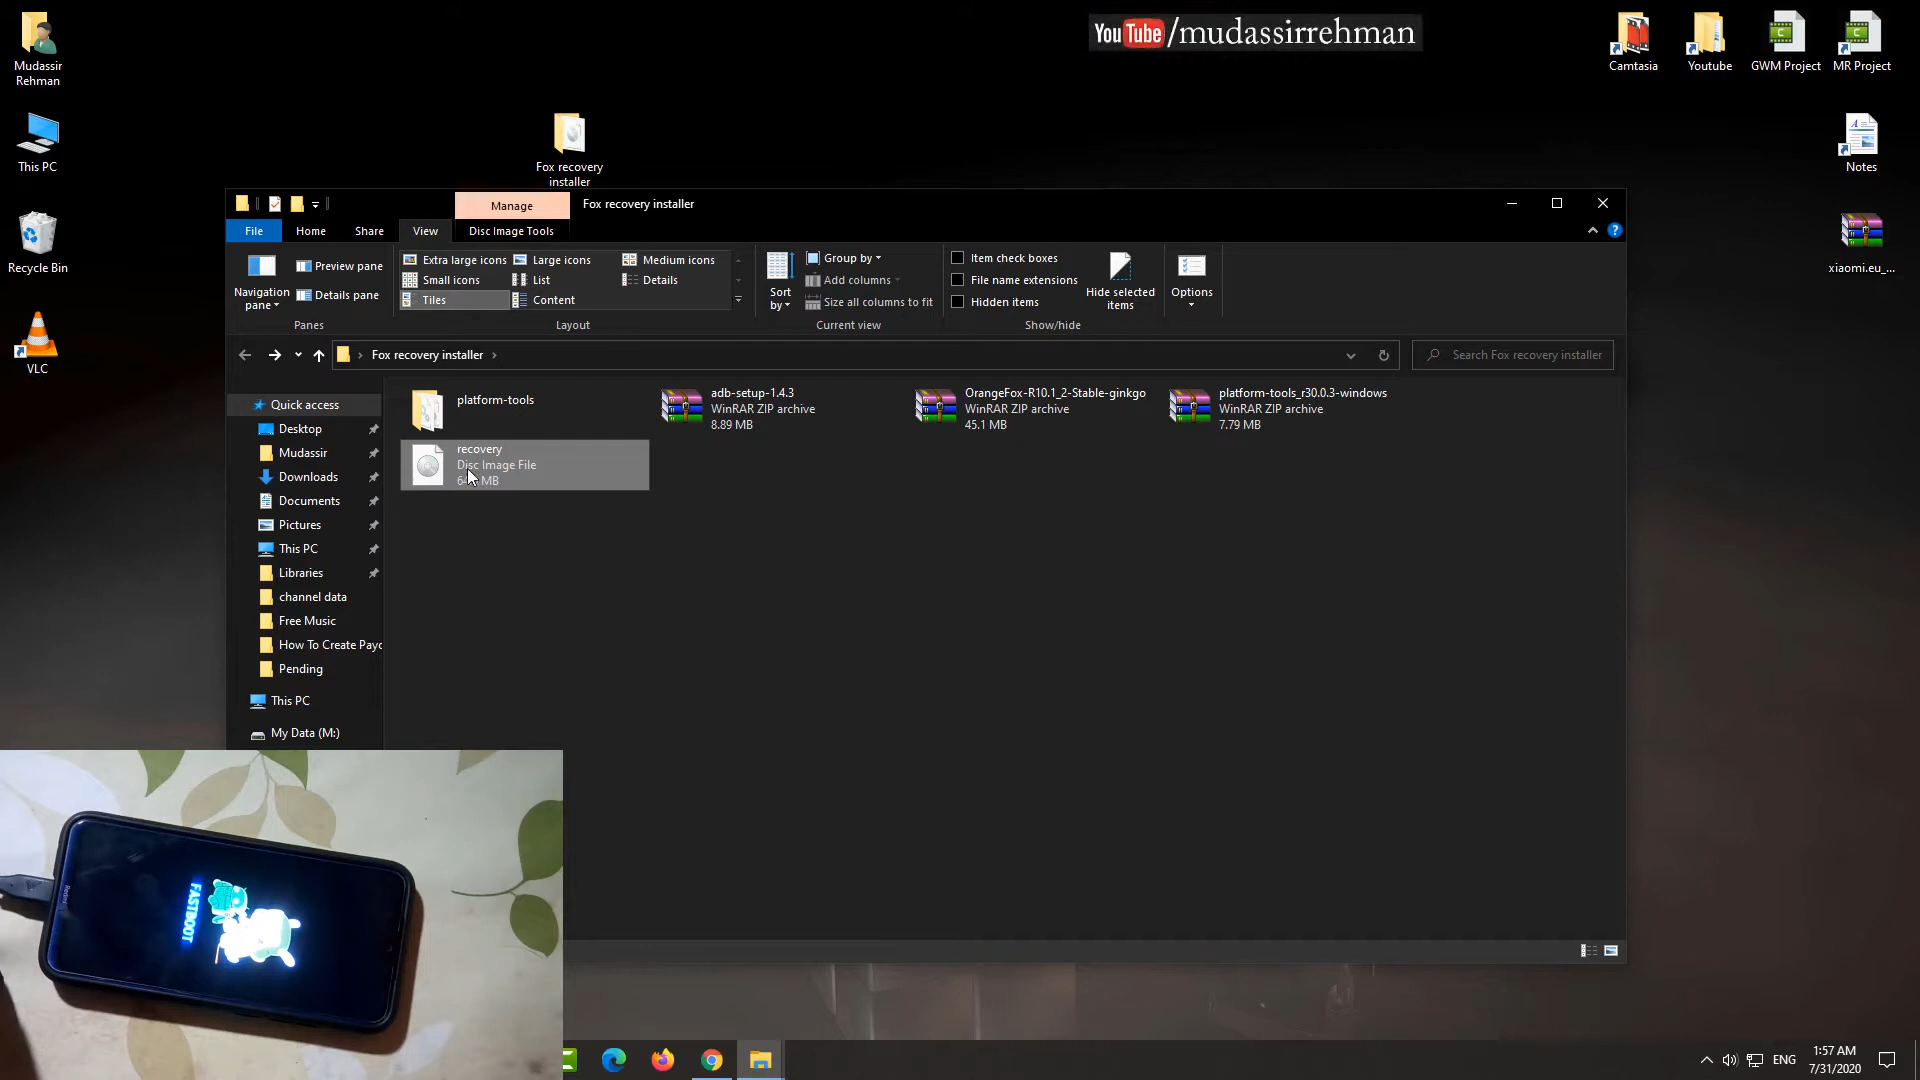 YouTube/mudassirrehman
Mudassir
Rehman
This PC
Recycle Bin
VLC
Fox recovery
installer
Camtasia
Youtube
GWM Project
MR Project
Notes
xiaomi.eu_...
Manage
Fox recovery installer
File
Home
Share
View
Disc Image Tools
Navigation
pane
Preview pane
Details pane
Panes
Extra large icons
Large icons
Medium icons
Small icons
List
Details
Tiles
Content
Layout
Sort
by
Group by
Add columns
Size all columns to fit
Current view
Item check boxes
File name extensions
Hidden items
Hide selected
items
Show/hide
Options
Fox recovery installer
Search Fox recovery installer
Quick access
Desktop
Mudassir
Downloads
Documents
Pictures
This PC
Libraries
channel data
Free Music
How To Create Payo
Pending
This PC
My Data (M:)
platform-tools
adb-setup-1.4.3
WinRAR ZIP archive
8.89 MB
OrangeFox-R10.1_2-Stable-ginkgo
WinRAR ZIP archive
45.1 MB
platform-tools_r30.0.3-windows
WinRAR ZIP archive
7.79 MB
recovery
Disc Image File
MB
Redmi
FASTBOOT
ENG
1:57 AM
7/31/2020